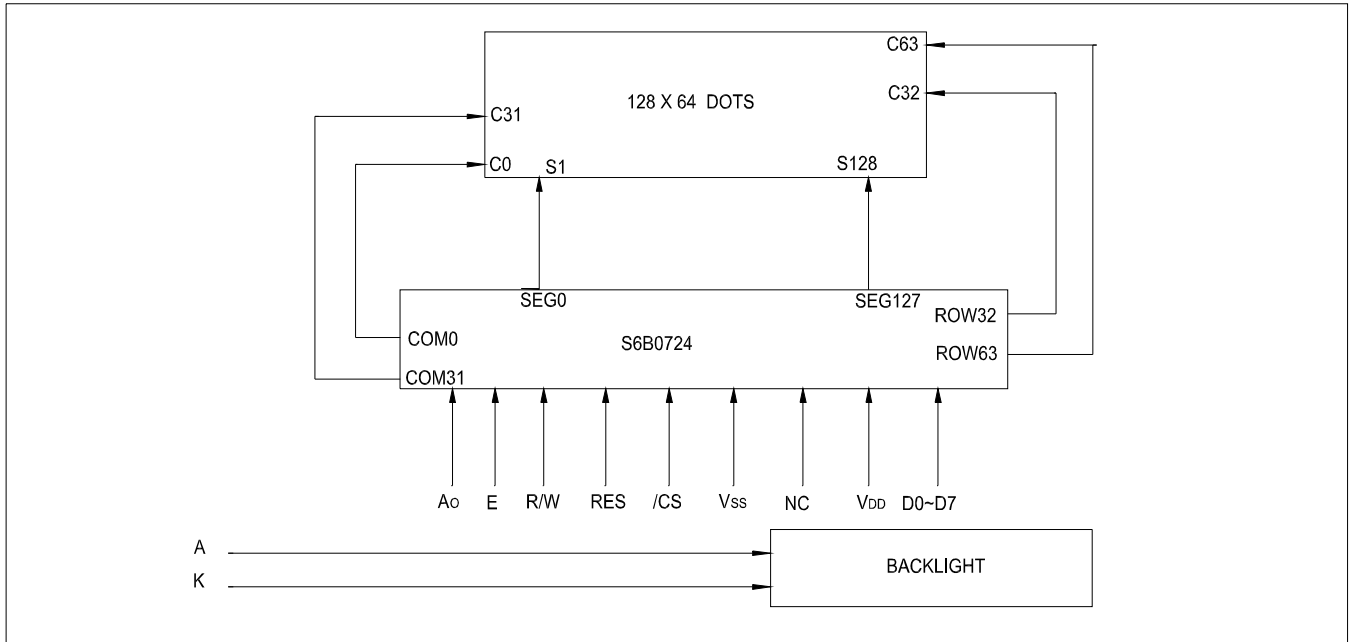 C63
128 X 64 DOTS
C32
C31
C0
S1
S128
SEG0
SEG127
ROW32
COM0
S6B0724
ROW63
COM31
A0 E R/W RES /CS VSS NC VDD D0~D7
A
BACKLIGHT
K